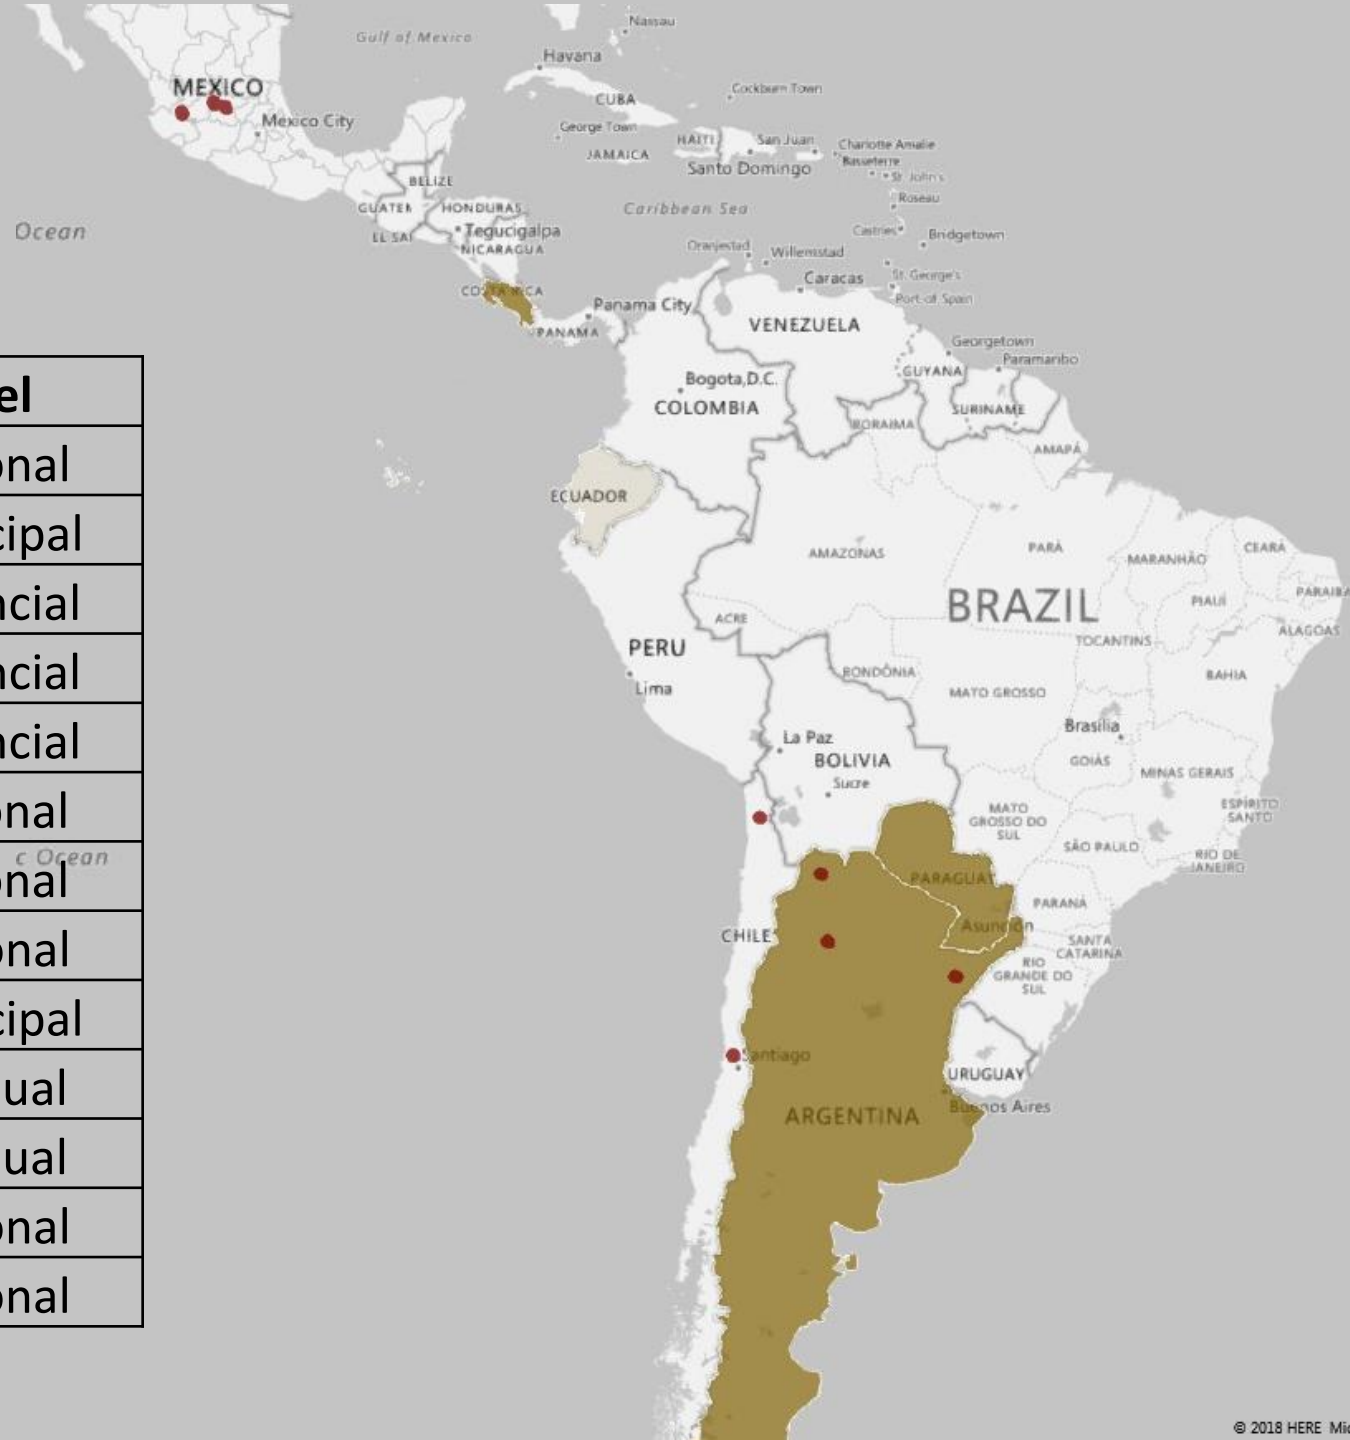 Nassau
Gulf of Mexico
Havana
MEXICO
Cockburn Town
CUBA
Mexico City
George Town
HAITI
San Juan
Charlotte Amalie
JAMAICA
Basseterre
Santo Domingo
St. John's
BELIZE
Roseau
GUATEM
HONDURAS
Caribbean Sea
Ocean
Tegucigalpa
Castries
Bridgetown
EL SAL
NICARAGUA
Oranjestad
Willemstad
Caracas
St. George's
COSTA RICA
Port of Spain
Panama City
PANAMA
VENEZUELA
Georgetown
Paramaribo
GUYANA
Bogota,D.C.
COLOMBIA
SURINAME
RORAIMA
AMAPÁ
ECUADOR
AMAZONAS
PARÁ
MARANHÃO
CEARÁ
BRAZIL
PIAUÍ
PARAIBA
ACRE
ALAGOAS
PERU
TOCANTINS
Lima
RONDÔNIA
BAHIA
MATO GROSSO
Brasília
La Paz
BOLIVIA
GOIÁS
MINAS GERAIS
Sucre
MATO
GROSSO DO
SUL
ESPÍRITO
SANTO
SÃO PAULO
RIO DE
JANEIRO
PARAGUAY
PARANÁ
Asunción
CHILE
SANTA
CATARINA
RIO
GRANDE DO
SUL
Santiago
URUGUAY
Buenos Aires
ARGENTINA
el
onal
cipal
ncial
ncial
ncial
onal
c Ocean
onal
onal
cipal
ual
ual
onal
onal
© 2018 HERE Mic